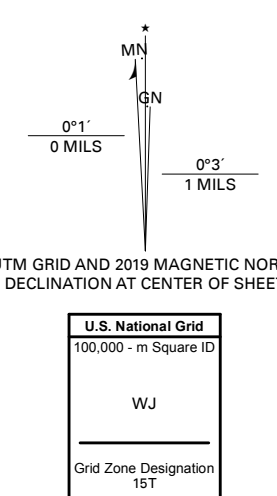 ★
MN
GN
0°1´
0 MILS
0°3´
1 MILS
UTM GRID AND 2019 MAGNETIC NOR
DECLINATION AT CENTER OF SHEET
U.S. National Grid
100,000 - m Square ID
WJ
Grid Zone Designation
15T